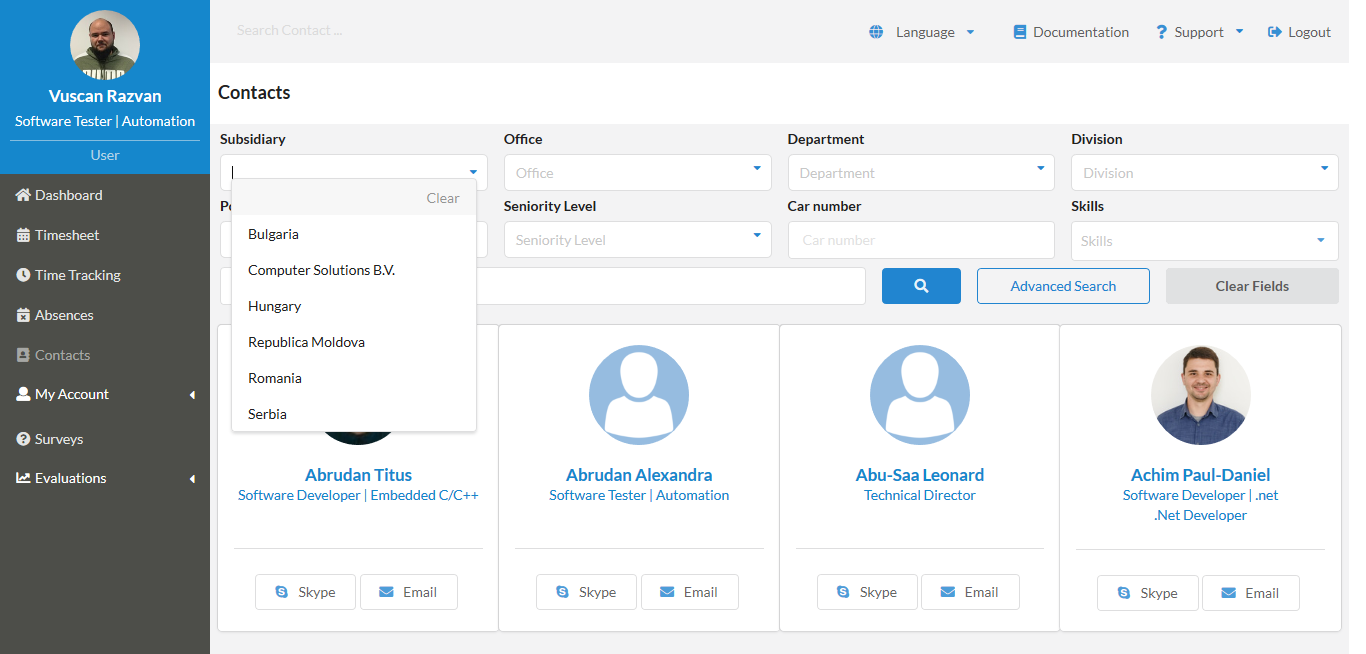 Vuscan Razvan
Software Tester | Automation
User
Dashboard
Timesheet
Time Tracking
Absences
Contacts
My Account
Surveys
Evaluations
Search Contact ...
Language
Documentation
Support
Logout
Contacts
Subsidiary
Office
Department
Division
Office
Department
Division
Clear
Bulgaria
Computer Solutions B.V.
Hungary
Republica Moldova
Romania
Serbia
Seniority Level
Car number
Skills
Seniority Level
Car number
Skills
Advanced Search
Clear Fields
Abrudan Titus
Software Developer | Embedded C/C++
Skype
Email
Abrudan Alexandra
Software Tester | Automation
Skype
Email
Abu-Saa Leonard
Technical Director
Skype
Email
Achim Paul-Daniel
Software Developer | .net
.Net Developer
Skype
Email